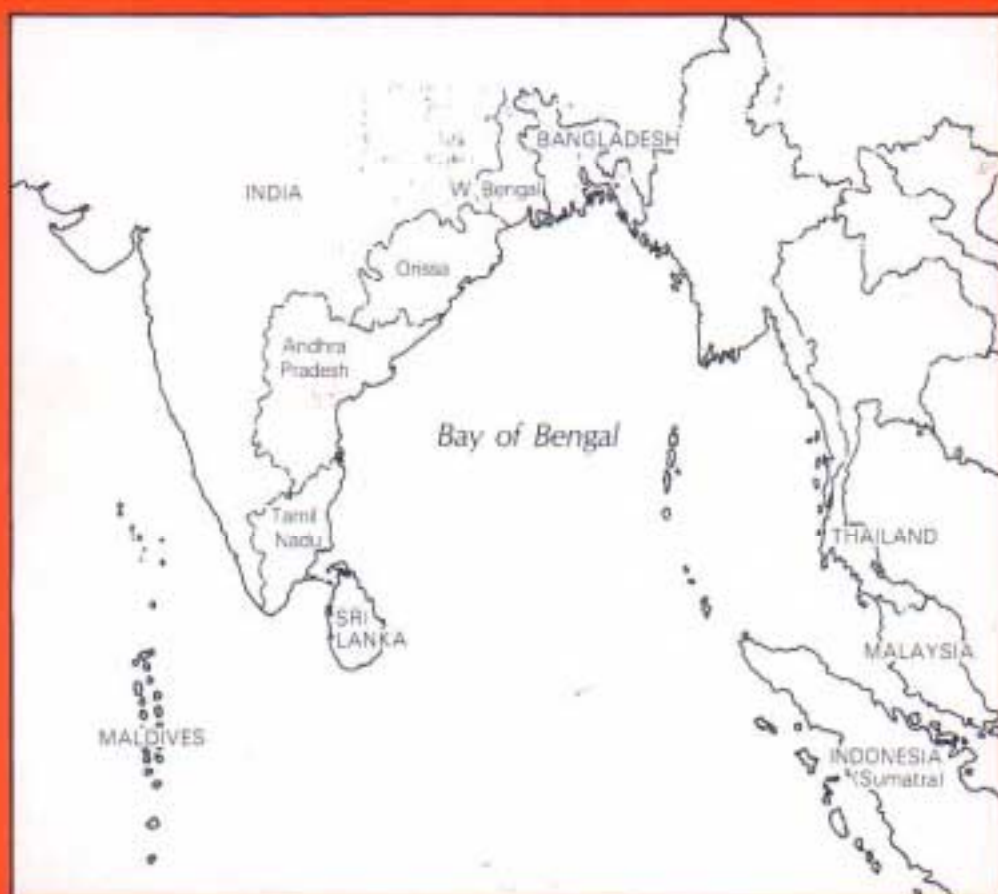 BANGLADESH
INDIA
W. Bengal
Orissa
Andhra
Pradesh
Bay of Bengal
Tamil
Nadu
THAILAND
SRI
LANKA
MALAYSIA
MALDIVES
INDONESIA
(Sumatra)